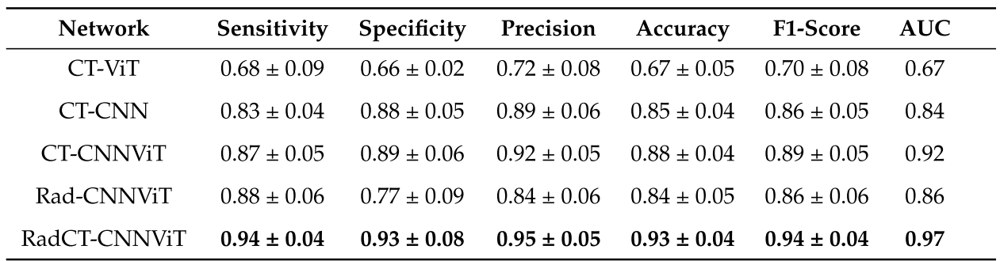 Network Sensitivity Specificity Precision Accuracy F1-Score AUC
CT-ViT 0.68 ± 0.09 0.66 ± 0.02 0.72 ± 0.08 0.67 ± 0.05 0.70 ± 0.08 0.67
CT-CNN 0.83 ± 0.04 0.88 ± 0.05 0.89 ± 0.06 0.85 ± 0.04 0.86 ± 0.05 0.84
CT-CNNViT 0.87 ± 0.05 0.89 ± 0.06 0.92 ± 0.05 0.88 ± 0.04 0.89 ± 0.05 0.92
Rad-CNNViT 0.88 ± 0.06 0.77 ± 0.09 0.84 ± 0.06 0.84 ± 0.05 0.86 ± 0.06 0.86
RadCT-CNNViT 0.94 ± 0.04 0.93 ± 0.08 0.95 ± 0.05 0.93 ± 0.04 0.94 ± 0.04 0.97